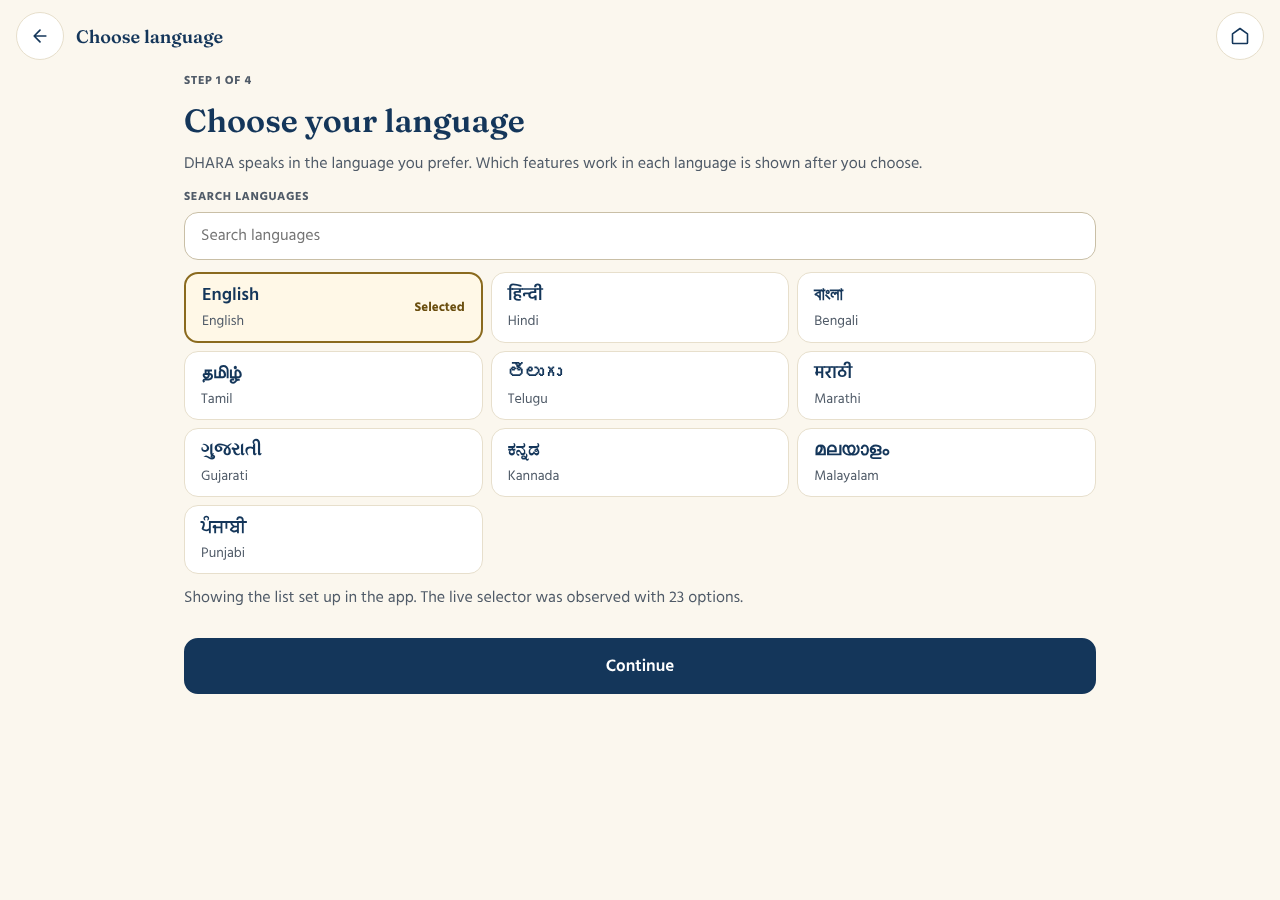 Choose language
STEP 1 OF 4
Choose your language
DHARA speaks in the language you prefer. Which features work in each language is shown after you choose.
SEARCH LANGUAGES
Search languages
English
English
Selected
हिन्दी
Hindi
বাংলা
Bengali
தமிழ்
Tamil
తెలుగు
Telugu
मराठी
Marathi
ગુજરાતી
Gujarati
ಕನ್ನಡ
Kannada
മലയാളം
Malayalam
ਪੰਜਾਬੀ
Punjabi
Showing the list set up in the app. The live selector was observed with 23 options.
Continue